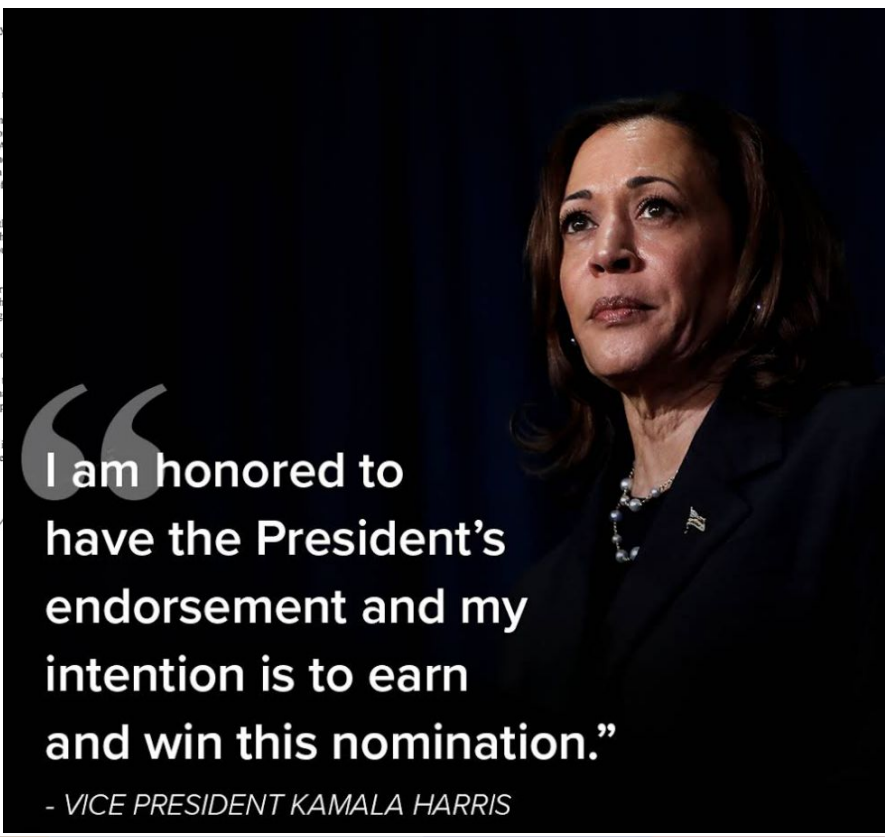 “I am honored to
have the President’s
endorsement and my
intention is to earn
and win this nomination.”
- VICE PRESIDENT KAMALA HARRIS